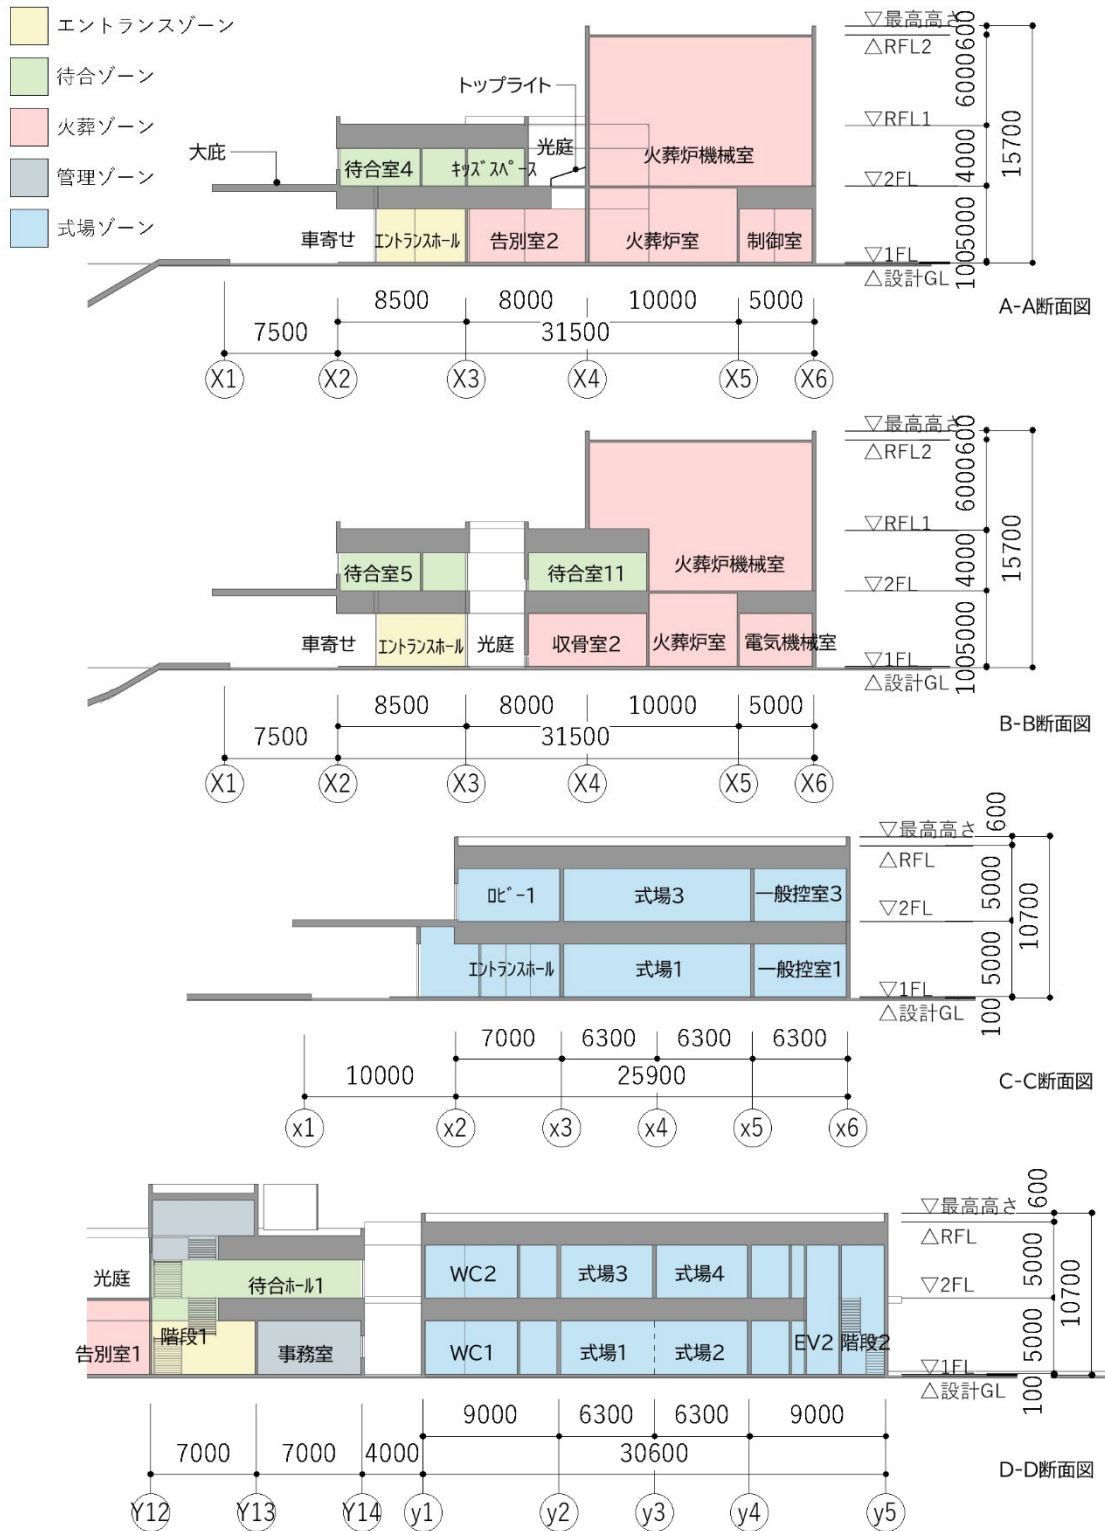 エントランスゾーン
待合ゾーン
火葬ゾーン
管理ゾーン
式場ゾーン
大庇
トップライト
光庭
待合室4
ｷｯｽﾞｽﾍﾟｰｽ
火葬炉機械室
車寄せ
ｴﾝﾄﾗﾝｽﾎｰﾙ
告別室2
火葬炉室
制御室
▽最高高さ
△RFL2
▽RFL1
▽2FL
▽1FL
△設計GL
600
6000
4000
5000
100
15700
A-A断面図
8500
8000
10000
5000
7500
31500
X1
X2
X3
X4
X5
X6
▽最高高さ
△RFL2
▽RFL1
▽2FL
▽1FL
△設計GL
600
6000
4000
5000
100
15700
待合室5
待合室11
火葬炉機械室
車寄せ
ｴﾝﾄﾗﾝｽﾎｰﾙ
光庭
収骨室2
火葬炉室
電気機械室
B-B断面図
8500
8000
10000
5000
7500
31500
X1
X2
X3
X4
X5
X6
▽最高高さ
△RFL
▽2FL
▽1FL
△設計GL
600
5000
5000
100
10700
ﾛﾋﾞｰ1
式場3
一般控室3
ｴﾝﾄﾗﾝｽﾎｰﾙ
式場1
一般控室1
C-C断面図
7000
6300
6300
6300
10000
25900
x1
x2
x3
x4
x5
x6
▽最高高さ
△RFL
▽2FL
▽1FL
△設計GL
600
5000
5000
100
10700
光庭
待合ﾎｰﾙ1
WC2
式場3
式場4
告別室1
階段1
事務室
WC1
式場1
式場2
EV2
階段2
D-D断面図
9000
6300
6300
9000
7000
7000
4000
30600
Y12
Y13
Y14
y1
y2
y3
y4
y5